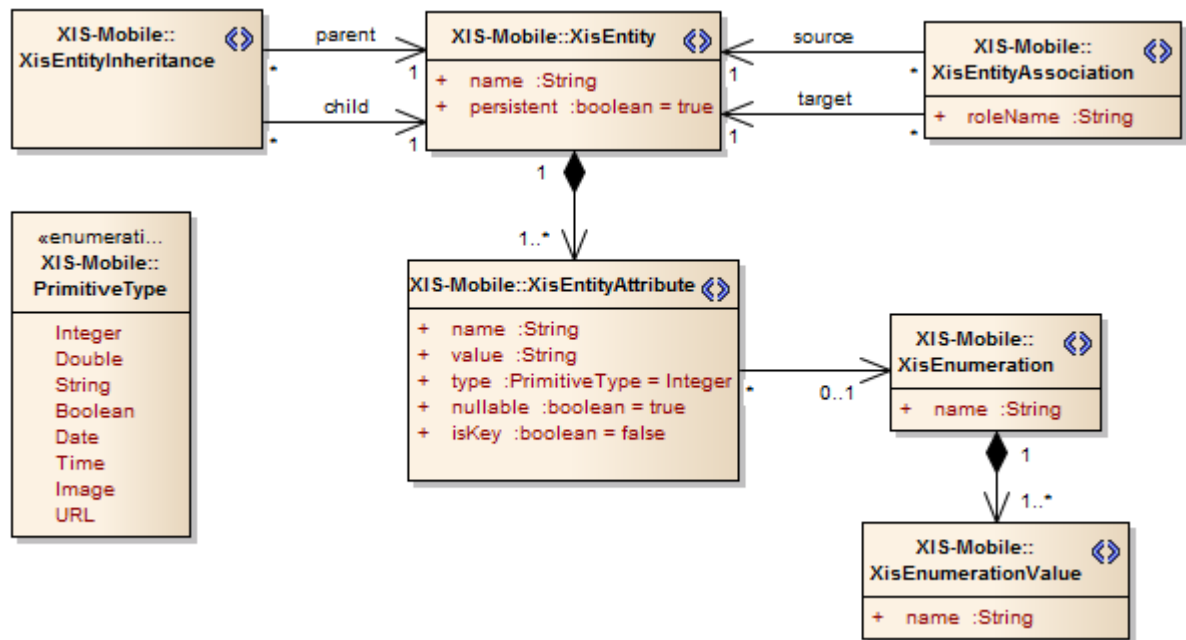 XIS-Mobile::
XisEntityInheritance
parent
*
1
child
*
1
XIS-Mobile::XisEntity
+ name :String
+ persistent :boolean = true
source
1
*
target
1
*
XIS-Mobile::
XisEntityAssociation
+ roleName :String
1
1..*
«enumerati...
XIS-Mobile::
PrimitiveType
Integer
Double
String
Boolean
Date
Time
Image
URL
XIS-Mobile::XisEntityAttribute
+ name :String
+ value :String
+ type :PrimitiveType = Integer
+ nullable :boolean = true
+ isKey :boolean = false
*
0..1
XIS-Mobile::
XisEnumeration
+ name :String
1
1..*
XIS-Mobile::
XisEnumerationValue
+ name :String